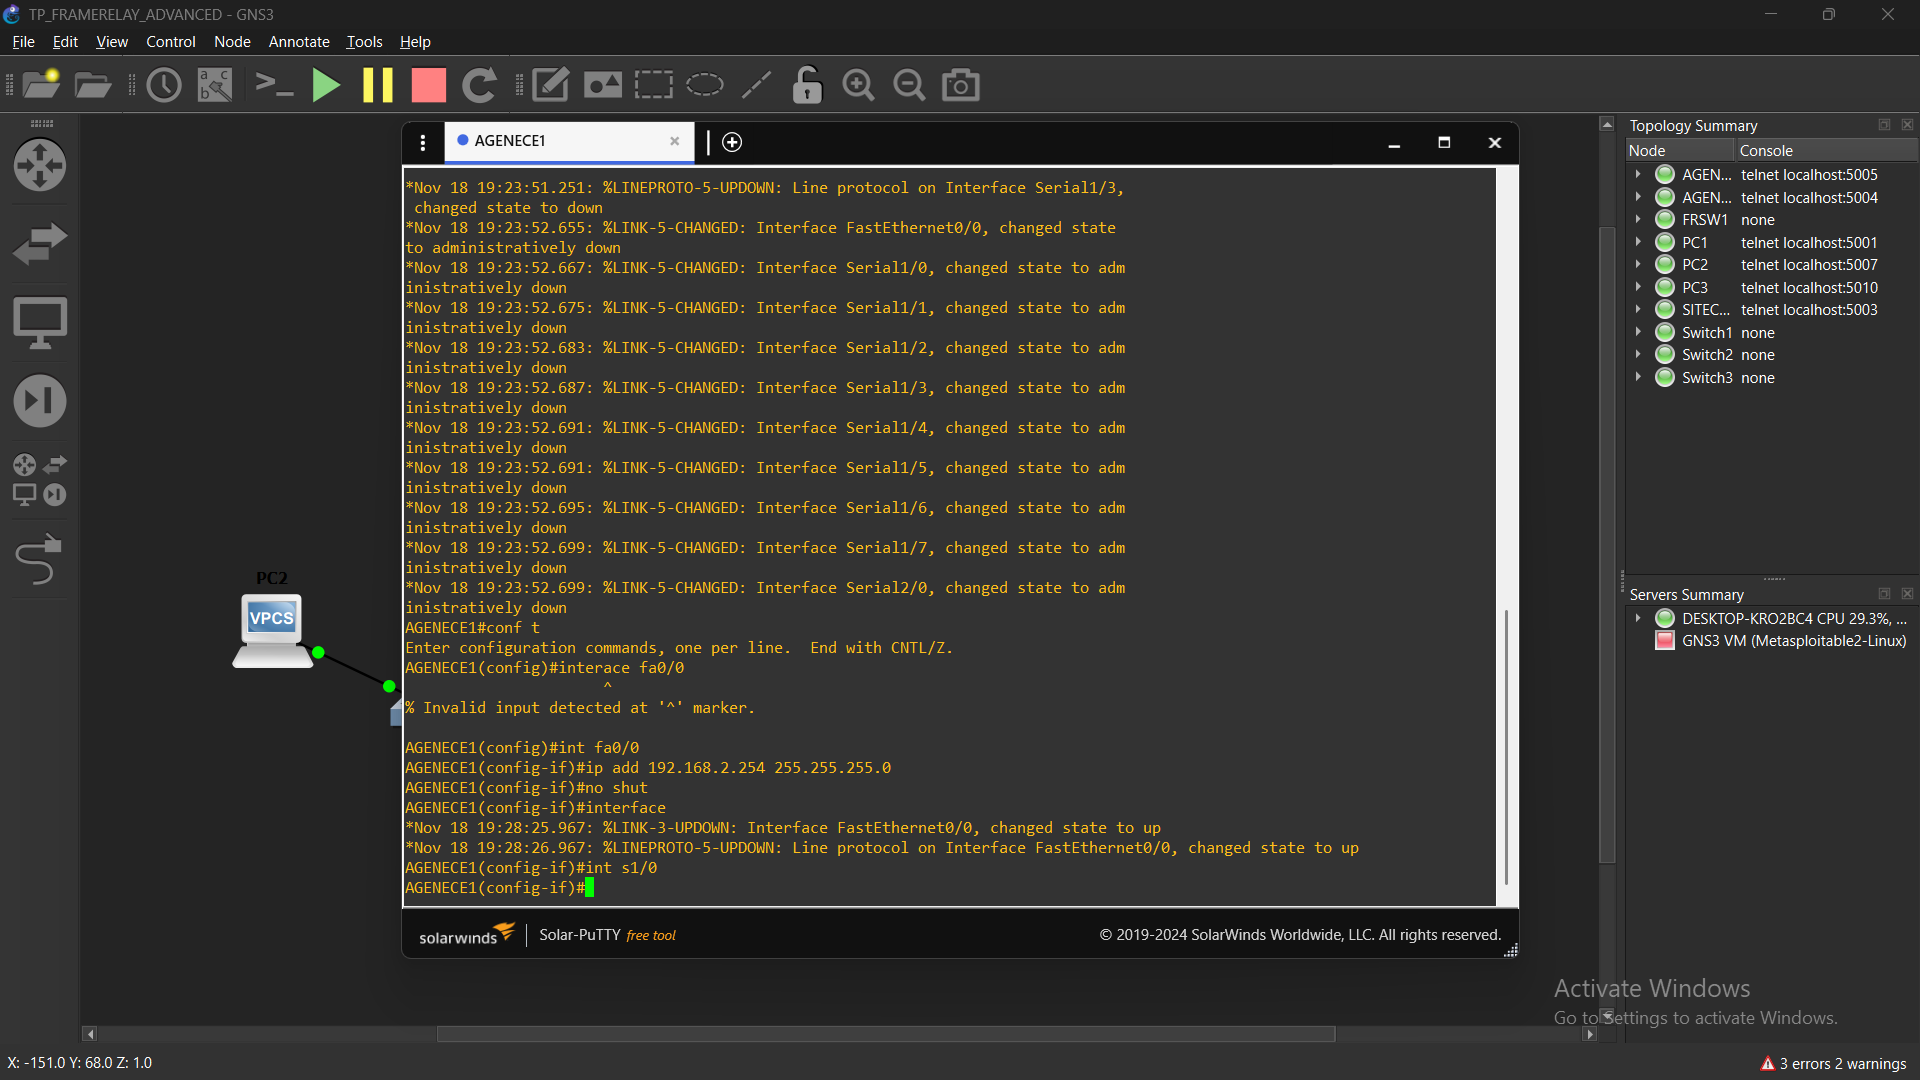 TP_FRAMERELAY_ADVANCED - GNS3
File Edit View Control Node Annotate Tools Help
AGENECE1
*Nov 18 19:23:51.251: %LINEPROTO-5-UPDOWN: Line protocol on Interface Serial1/3,
changed state to down
*Nov 18 19:23:52.655: %LINK-5-CHANGED: Interface FastEthernet0/0, changed state
to administratively down
*Nov 18 19:23:52.667: %LINK-5-CHANGED: Interface Serial1/0, changed state to adm
inistratively down
*Nov 18 19:23:52.675: %LINK-5-CHANGED: Interface Serial1/1, changed state to adm
inistratively down
*Nov 18 19:23:52.683: %LINK-5-CHANGED: Interface Serial1/2, changed state to adm
inistratively down
*Nov 18 19:23:52.687: %LINK-5-CHANGED: Interface Serial1/3, changed state to adm
inistratively down
*Nov 18 19:23:52.691: %LINK-5-CHANGED: Interface Serial1/4, changed state to adm
inistratively down
*Nov 18 19:23:52.691: %LINK-5-CHANGED: Interface Serial1/5, changed state to adm
inistratively down
*Nov 18 19:23:52.695: %LINK-5-CHANGED: Interface Serial1/6, changed state to adm
inistratively down
*Nov 18 19:23:52.699: %LINK-5-CHANGED: Interface Serial1/7, changed state to adm
inistratively down
*Nov 18 19:23:52.699: %LINK-5-CHANGED: Interface Serial2/0, changed state to adm
inistratively down
AGENECE1#conf t
Enter configuration commands, one per line.  End with CNTL/Z.
AGENECE1(config)#interace fa0/0
^
% Invalid input detected at '^' marker.
AGENECE1(config)#int fa0/0
AGENECE1(config-if)#ip add 192.168.2.254 255.255.255.0
AGENECE1(config-if)#no shut
AGENECE1(config-if)#interface
*Nov 18 19:28:25.967: %LINK-3-UPDOWN: Interface FastEthernet0/0, changed state to up
*Nov 18 19:28:26.967: %LINEPROTO-5-UPDOWN: Line protocol on Interface FastEthernet0/0, changed state to up
AGENECE1(config-if)#int s1/0
AGENECE1(config-if)#
solarwinds Solar-PuTTY free tool © 2019-2024 SolarWinds Worldwide, LLC. All rights reserved.
PC2
VPCS
Topology Summary
Node Console
AGEN... telnet localhost:5005
AGEN... telnet localhost:5004
FRSW1 none
PC1 telnet localhost:5001
PC2 telnet localhost:5007
PC3 telnet localhost:5010
SITEC... telnet localhost:5003
Switch1 none
Switch2 none
Switch3 none
Servers Summary
DESKTOP-KRO2BC4 CPU 29.3%, ...
GNS3 VM (Metasploitable2-Linux)
Activate Windows
Go to Settings to activate Windows.
X: -151.0 Y: 68.0 Z: 1.0
3 errors 2 warnings